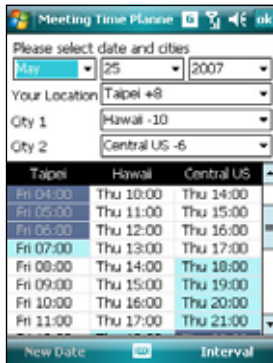 Meeting Time Planne ok
Please select date and cities
May 25 2007
Your Location Taipei +8
City 1 Hawaii -10
City 2 Central US -6
Taipei Hawaii Central US
Fri 04:00 Thu 10:00 Thu 14:00
Fri 05:00 Thu 11:00 Thu 15:00
Fri 06:00 Thu 12:00 Thu 16:00
Fri 07:00 Thu 13:00 Thu 17:00
Fri 08:00 Thu 14:00 Thu 18:00
Fri 09:00 Thu 15:00 Thu 19:00
Fri 10:00 Thu 16:00 Thu 20:00
Fri 11:00 Thu 17:00 Thu 21:00
New Date Interval